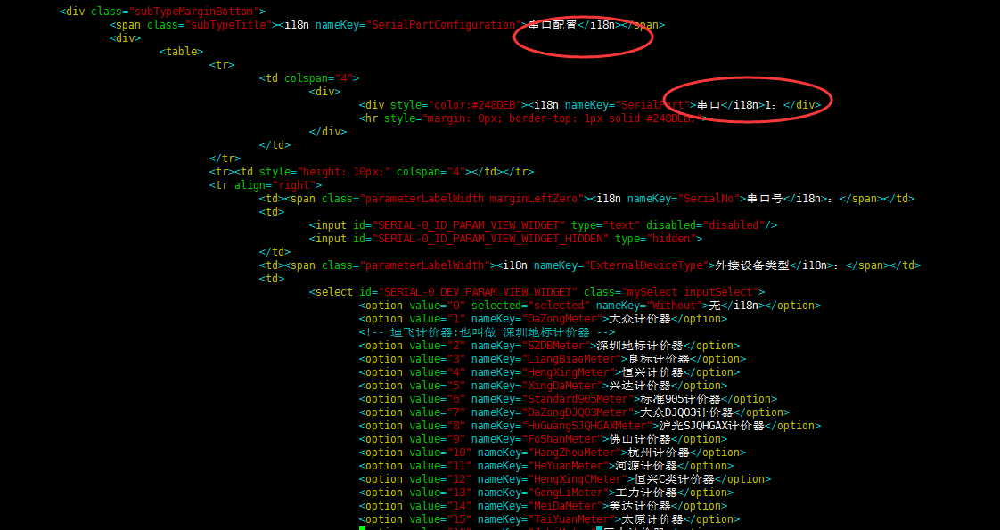 <div class="subTypeMarginBottom">
<span class="subTypeTitle"><il8n nameKey="SerialPortConfiguration">串口配置</il8n></span>
<div>
<table>
<tr>
<td colspan="4">
<div>
<div style="color:#248DEB"><il8n nameKey="SerialPort">串口</il8n>1: </div>
<hr style="margin: 0px; border-top: 1px solid #248DEB;">
</div>
</td>
</tr>
<tr><td style="height: 10px;" colspan="4"></td></tr>
<tr align="right">
<td><span class="parameterLabelWidth marginLeftZero"><il8n nameKey="SerialNo">串口号</il8n>: </span></td>
<td>
<input id="SERIAL-0_ID_PARAM_VIEW_WIDGET" type="text" disabled="disabled"/>
<input id="SERIAL-0_ID_PARAM_VIEW_WIDGET_HIDDEN" type="hidden">
</td>
<td><span class="parameterLabelWidth"><il8n nameKey="ExternalDeviceType">外接设备类型</il8n>: </span></td>
<td>
<select id="SERIAL-0_DEV_PARAM_VIEW_WIDGET" class="mySelect inputSelect">
<option value="0" selected="selected" nameKey="Without">无</il8n></option>
<option value="1" nameKey="DaZongMeter">大众计价器</option>
<!-- 迪飞计价器:也叫做 深圳地标计价器 -->
<option value="2" nameKey="SZDBMeter">深圳地标计价器</option>
<option value="3" nameKey="LiangBiaoMeter">良标计价器</option>
<option value="4" nameKey="HengXingMeter">恒兴计价器</option>
<option value="5" nameKey="XingDaMeter">兴达计价器</option>
<option value="6" nameKey="Standard905Meter">标准905计价器</option>
<option value="7" nameKey="DaZongDJQ03Meter">大众DJQ03计价器</option>
<option value="8" nameKey="HuGuangSJQHGAXMeter">沪光SJQHGAX计价器</option>
<option value="9" nameKey="FoShanMeter">佛山计价器</option>
<option value="10" nameKey="HangZhouMeter">杭州计价器</option>
<option value="11" nameKey="HeYuanMeter">河源计价器</option>
<option value="12" nameKey="HengXingCMeter">恒兴C类计价器</option>
<option value="13" nameKey="GongLiMeter">工力计价器</option>
<option value="14" nameKey="MeiDaMeter">美达计价器</option>
<option value="15" nameKey="TaiYuanMeter">太原计价器</option>